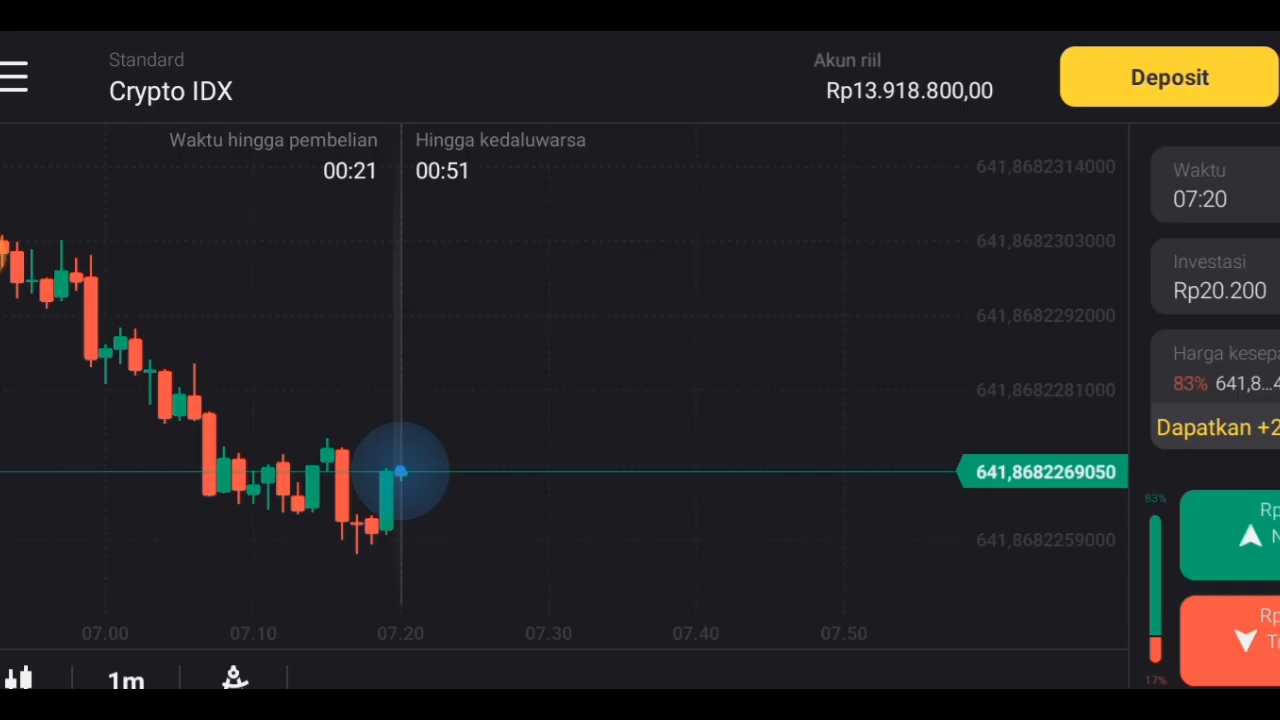 Standard
Crypto IDX
Akun riil
Rp13.918.800,00
Deposit
Waktu hingga pembelian
00:21
Hingga kedaluwarsa
00:51
641,8682314000
641,8682303000
641,8682292000
641,8682281000
641,8682269050
641,8682259000
07.00
07.10
07.20
07.30
07.40
07.50
1m
Waktu
07:20
Investasi
Rp20.200
Harga kesepa
83% 641,8...4
Dapatkan +2
83%
Rp
N
Rp
Tu
17%